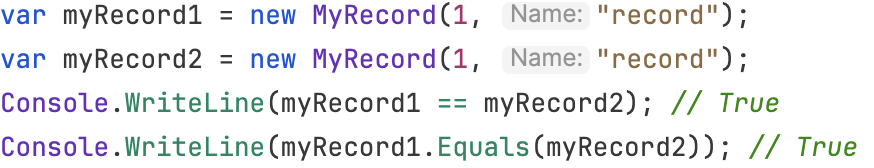 var myRecord1 = new MyRecord(1, Name: "record");
var myRecord2 = new MyRecord(1, Name: "record");
Console.WriteLine(myRecord1 == myRecord2); // True
Console.WriteLine(myRecord1.Equals(myRecord2)); // True